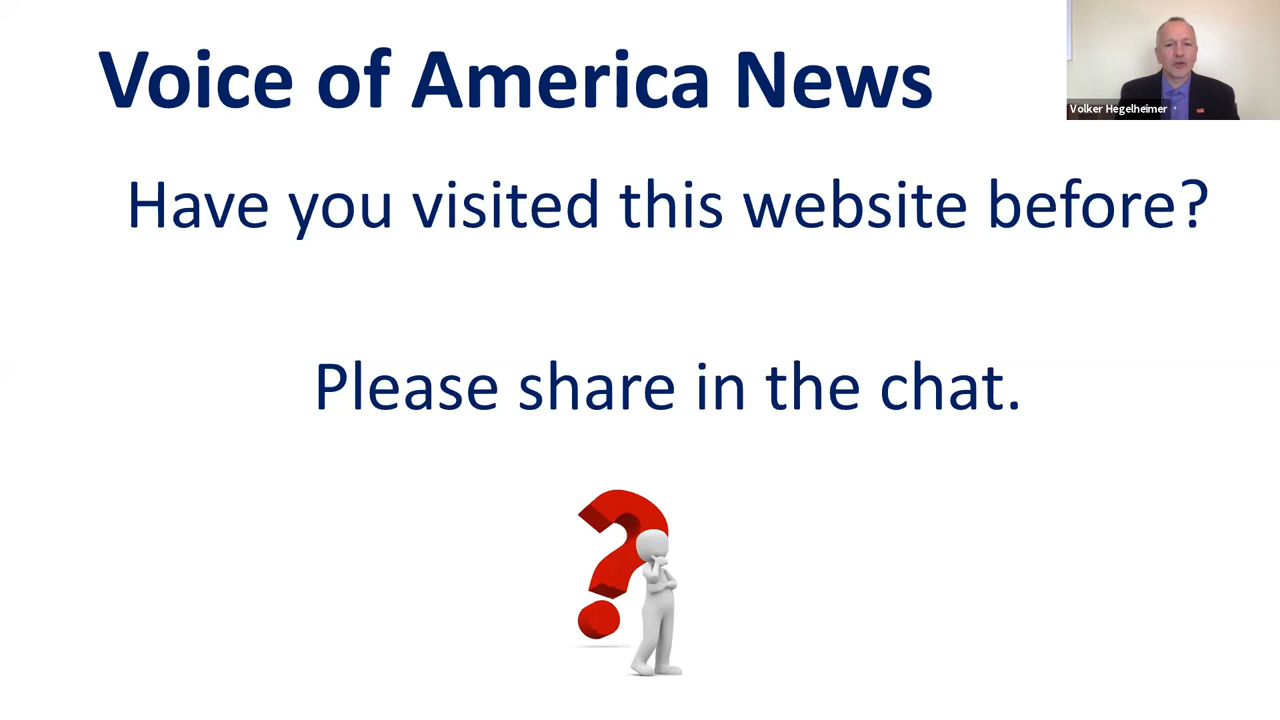 Voice of America News
Volker Hegelheimer
Have you visited this website before?
Please share in the chat.